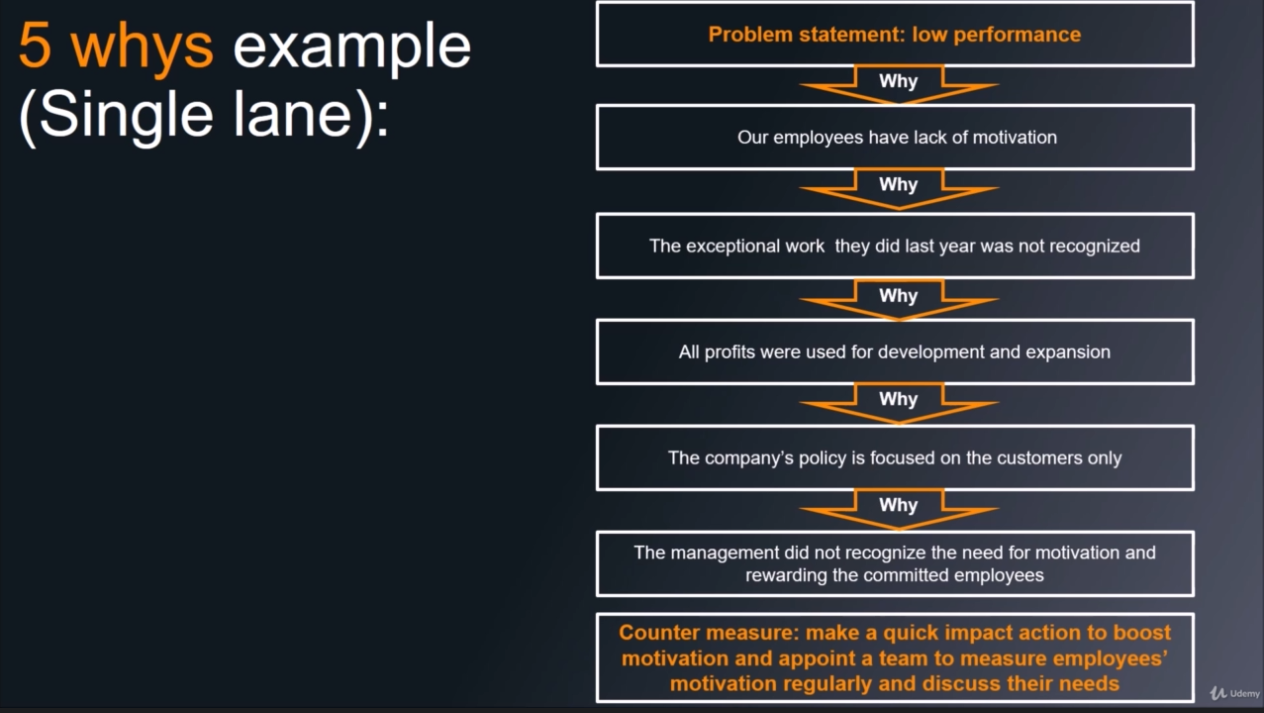 5 whys example
(Single lane):
Problem statement: low performance
Why
Our employees have lack of motivation
Why
The exceptional work they did last year was not recognized
Why
All profits were used for development and expansion
Why
The company's policy is focused on the customers only
Why
The management did not recognize the need for motivation and
rewarding the committed employees
Counter measure: make a quick impact action to boost
motivation and appoint a team to measure employees'
motivation regularly and discuss their needs
Udemy